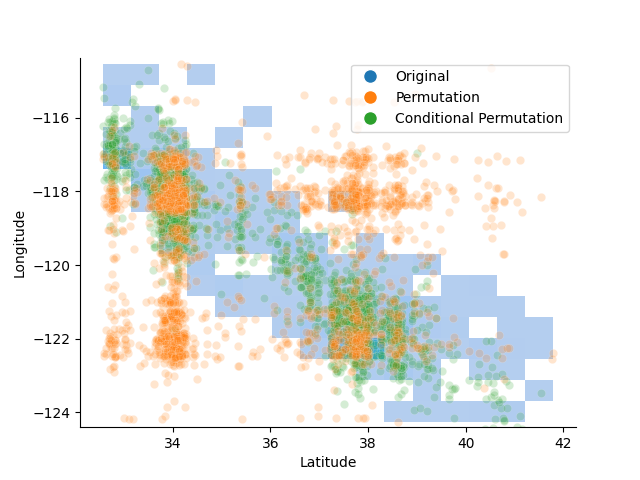 Original
Permutation
Conditional Permutation
−116
−118
−120
−122
−124
Longitude
34
36
38
40
42
Latitude